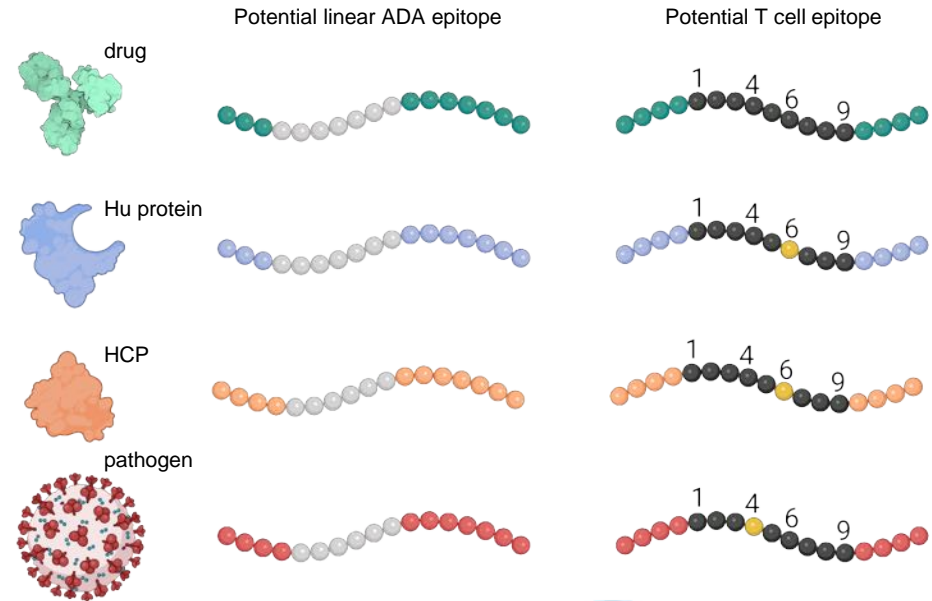 Potential linear ADA epitope
Potential T cell epitope
drug
1 4 6 9
Hu protein
1 4 6 9
HCP
1 4 6 9
pathogen
1 4 6 9